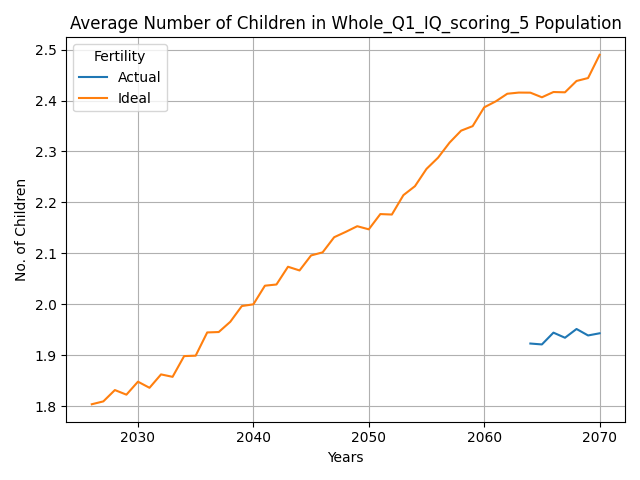 Average Number of Children in Whole_Q1_IQ_scoring_5 Population
Fertility
Actual
Ideal
No. of Children
2.5
2.4
2.3
2.2
2.1
2.0
1.9
1.8
2030 2040 2050 2060 2070
Years